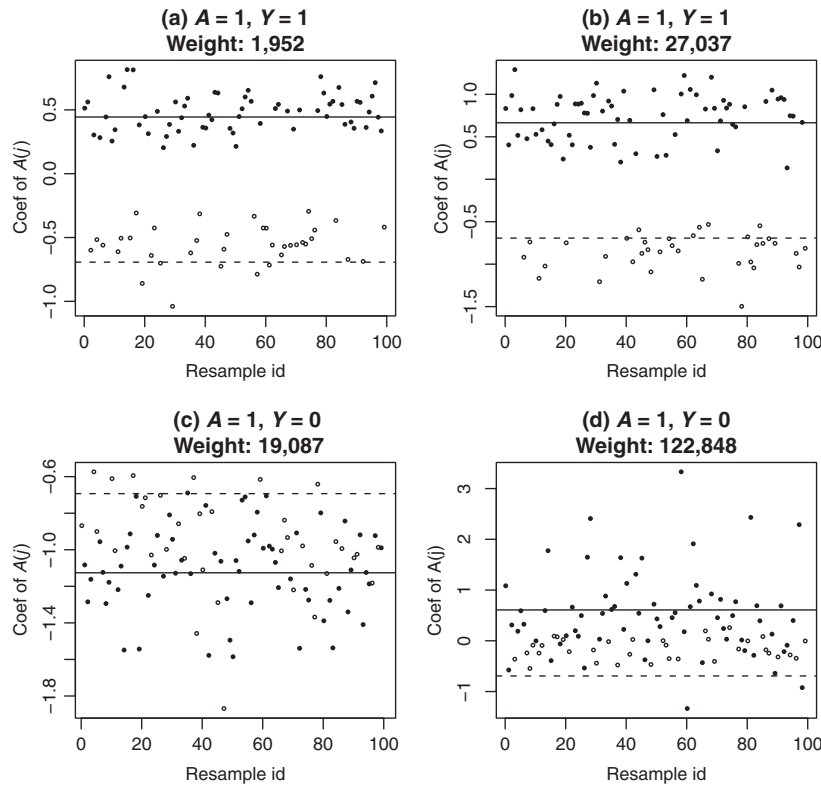 (a) A = 1, Y = 1
Weight: 1,952
Coef of A(j)
0.5
0.0
−0.5
−1.0
0 20 40 60 80 100
Resample id
(b) A = 1, Y = 1
Weight: 27,037
Coef of A(j)
1.0
0.5
−0.5
−1.5
0 20 40 60 80 100
Resample id
(c) A = 1, Y = 0
Weight: 19,087
Coef of A(j)
−0.6
−1.0
−1.4
−1.8
0 20 40 60 80 100
Resample id
(d) A = 1, Y = 0
Weight: 122,848
Coef of A(j)
3
2
1
0
−1
0 20 40 60 80 100
Resample id